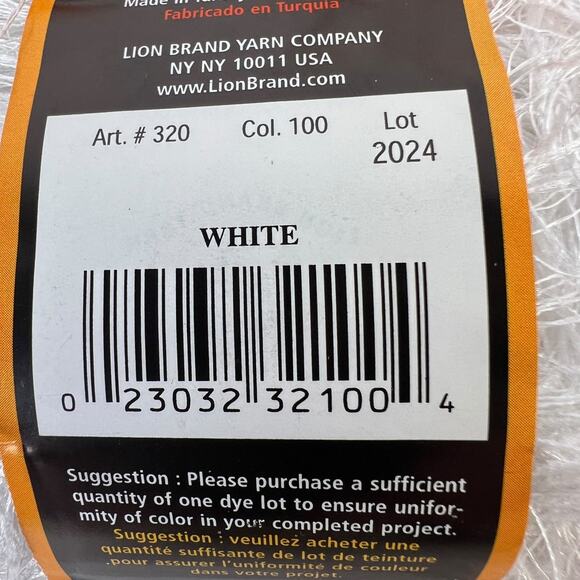 Made in Turkey
Fabricado en Turquia
LION BRAND YARN COMPANY
NY NY 10011 USA
www.LionBrand.com
Art. # 320 Col. 100 Lot
2024
WHITE
0 23032 32100 4
Suggestion : Please purchase a sufficient
quantity of one dye lot to ensure unifor-
mity of color in your completed project.
Suggestion : veuillez acheter une
quantité suffisante de lot de teinture
.pour assurer l'uniformité de couleur
dans votre projet.